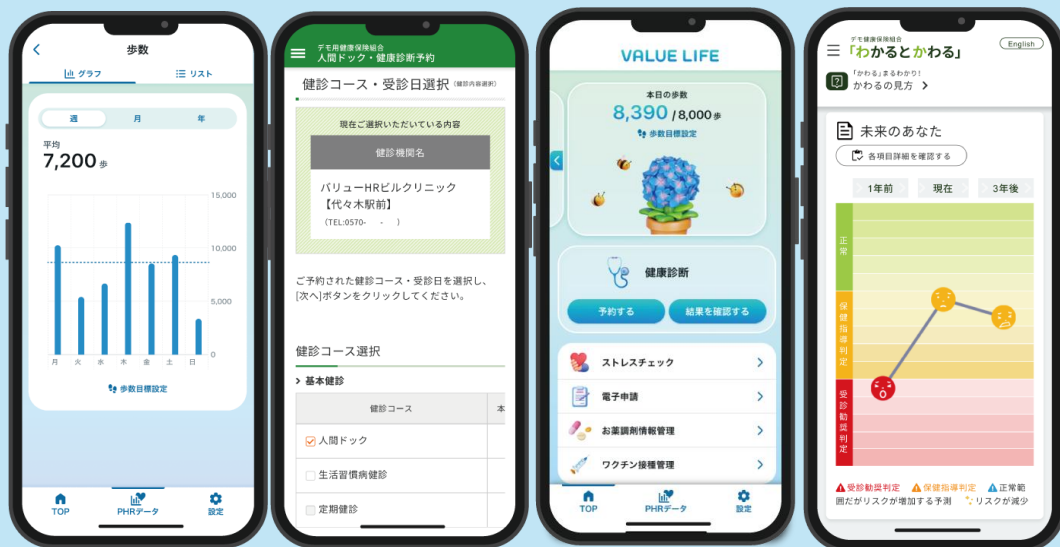 歩数
グラフ
リスト
週 月 年
平均
7,200 歩
15,000
10,000
5,000
0
月 火 水 木 金 土 日
歩数目標設定
TOP PHRデータ 設定
デモ用健康保険組合
人間ドック・健康診断予約
健診コース・受診日選択 (健診内容選択)
現在ご選択いただいている内容
健診機関名
バリューHRビルクリニック
【代々木駅前】
(TEL:0570- - )
ご予約された健診コース・受診日を選択し、
[次へ]ボタンをクリックしてください。
健診コース選択
基本健診
健診コース 本
人間ドック
生活習慣病健診
定期健診
VALUE LIFE
本日の歩数
8,390 / 8,000 歩
歩数目標設定
健康診断
予約する 結果を確認する
ストレスチェック
電子申請
お薬調剤情報管理
ワクチン接種管理
TOP PHRデータ 設定
デモ健康保険組合
「わかるとかわる」
English
「かわる」まるわかり!
かわるの見方
未来のあなた
各項目詳細を確認する
1年前 現在 3年後
正常
保健指導判定
受診勧奨判定
受診勧奨判定 保健指導判定 正常範
囲だがリスクが増加する予測 リスクが減少